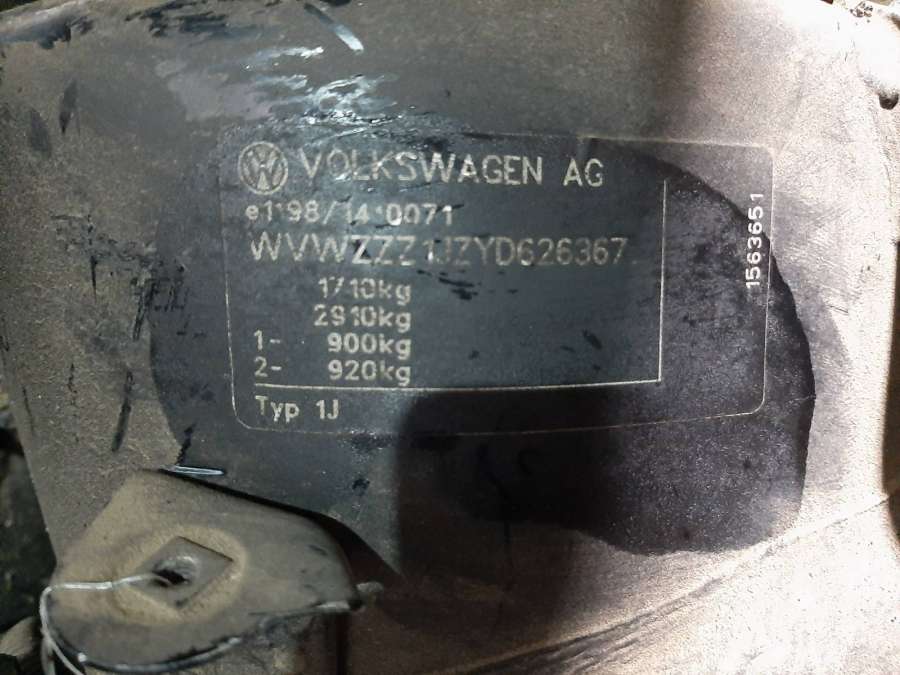 VOLKSWAGEN AG
e1*98/14*0071
WVWZZZ1JZYD626367
1710kg
2910kg
1- 900kg
2- 920kg
Typ 1J
1563651